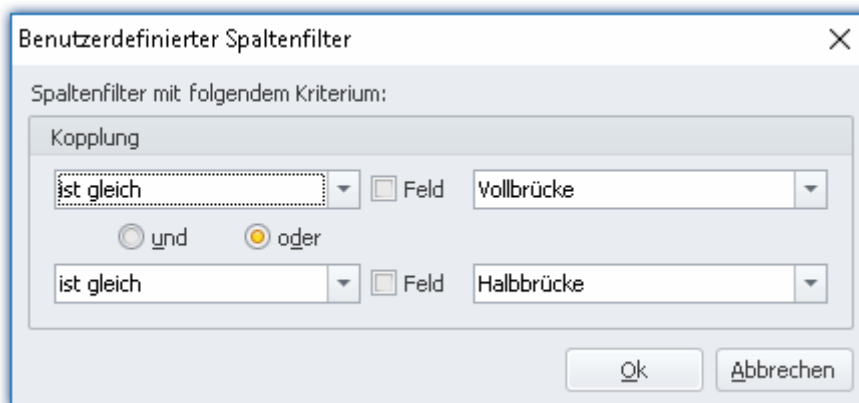 Benutzerdefinierter Spaltenfilter
Spaltenfilter mit folgendem Kriterium:
Kopplung
ist gleich Feld Vollbrücke
und oder
ist gleich Feld Halbbrücke
Ok Abbrechen